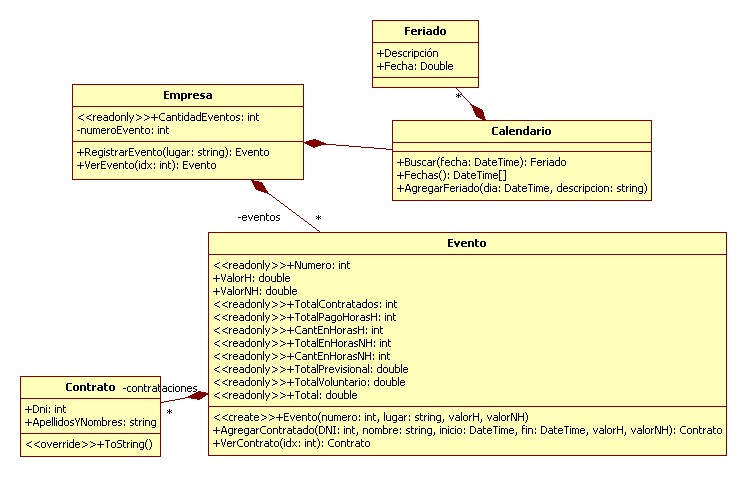 Feriado
+Descripción
+Fecha: Double
*
Empresa
<<readonly>>+CantidadEventos: int
-numeroEvento: int
+RegistrarEvento(lugar: string): Evento
+VerEvento(idx: int): Evento
Calendario
+Buscar(fecha: DateTime): Feriado
+Fechas(): DateTime[]
+AgregarFeriado(dia: DateTime, descripcion: string)
-eventos
*
Evento
<<readonly>>+Numero: int
+ValorH: double
+ValorNH: double
<<readonly>>+TotalContratados: int
<<readonly>>+TotalPagoHorasH: int
<<readonly>>+CantEnHorasH: int
<<readonly>>+TotalEnHorasNH: int
<<readonly>>+CantEnHorasNH: int
<<readonly>>+TotalPrevisional: double
<<readonly>>+TotalVoluntario: double
<<readonly>>+Total: double
<<create>>+Evento(numero: int, lugar: string, valorH, valorNH)
+AgregarContratado(DNI: int, nombre: string, inicio: DateTime, fin: DateTime, valorH, valorNH): Contrato
+VerContrato(idx: int): Contrato
Contrato
-contrataciones
*
+Dni: int
+ApellidosYNombres: string
<<override>>+ToString()